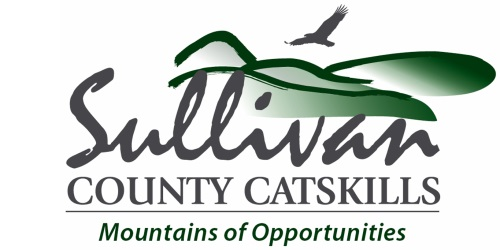 Sullivan
COUNTY CATSKILLS
Mountains of Opportunities